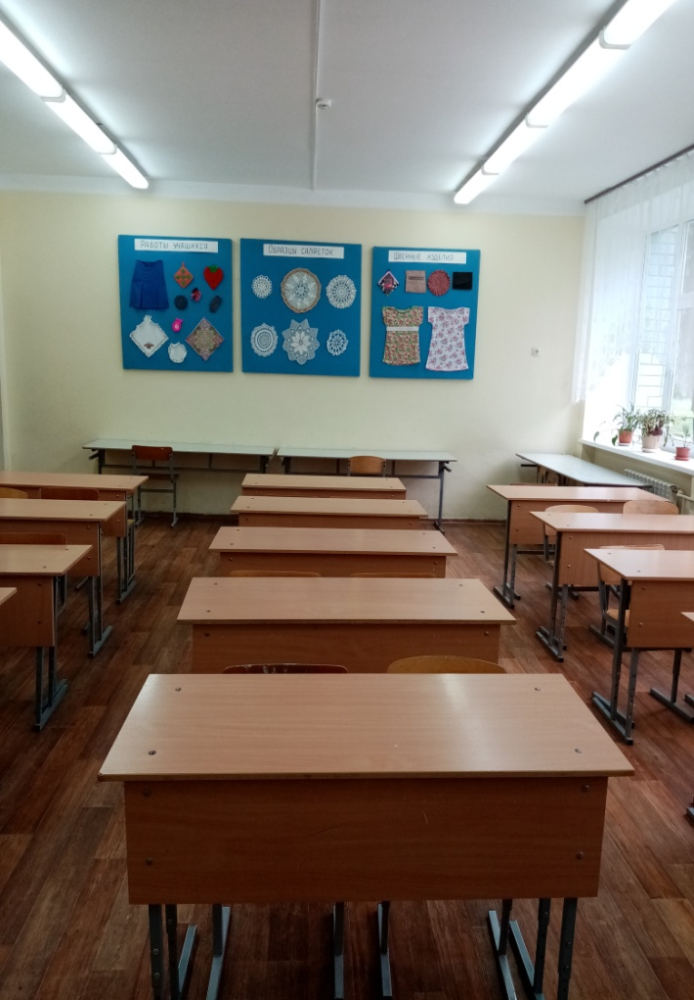 Работы учащихся
Образцы салфеток
Швейные изделия